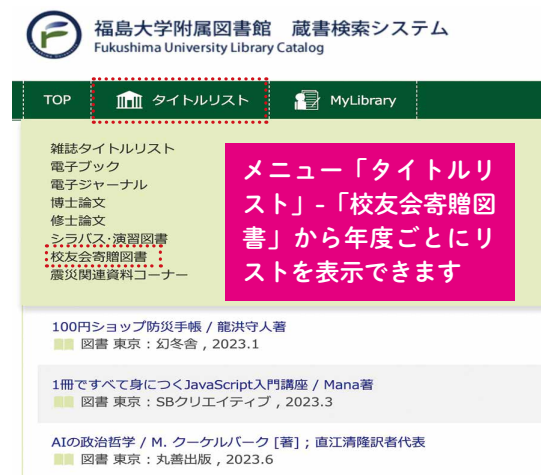 福島大学附属図書館　蔵書検索システム
Fukushima University Library Catalog
TOP タイトルリスト MyLibrary
雑誌タイトルリスト
電子ブック
電子ジャーナル
博士論文
修士論文
シラバス・演習図書
校友会寄贈図書
震災関連資料コーナー
メニュー「タイトルリ
スト」-「校友会寄贈図
書」から年度ごとにリ
ストを表示できます
100円ショップ防災手帳 / 龍洪守人著
図書 東京 : 幻冬舎 , 2023.1
1冊ですべて身につくJavaScript入門講座 / Mana著
図書 東京 : SBクリエイティブ , 2023.3
AIの政治哲学 / M. クーケルバーク [著] ; 直江清隆訳者代表
図書 東京 : 丸善出版 , 2023.6